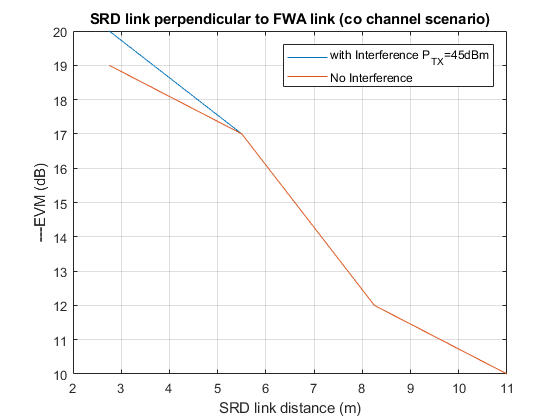 SRD link perpendicular to FWA link (co channel scenario)
with Interference P_TX=45dBm
No Interference
20
19
18
17
16
15
14
13
12
11
10
---EVM (dB)
2 3 4 5 6 7 8 9 10 11
SRD link distance (m)